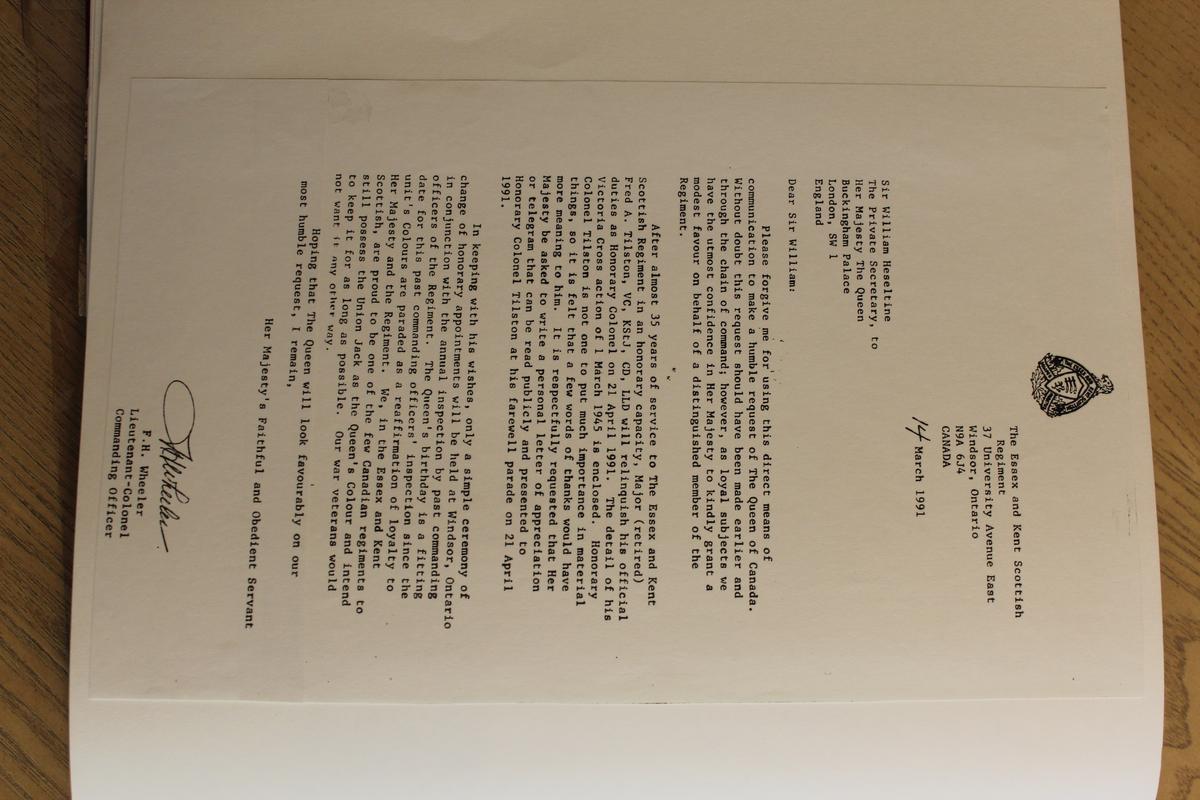 The Essex and Kent Scottish
Regiment
37 University Avenue East
Windsor, Ontario
N9A 6J4
CANADA
14 March 1991
Sir William Heseltine
The Private Secretary, to
Her Majesty The Queen
Buckingham Palace
London, SW 1
England
Dear Sir William:
Please forgive me for using this direct means of
communication to make a humble request of The Queen of Canada.
Without doubt this request should have been made earlier and
through the chain of command; however, as loyal subjects we
have the utmost confidence in Her Majesty to kindly grant a
modest favour on behalf of a distinguished member of the
Regiment.
After almost 35 years of service to The Essex and Kent
Scottish Regiment in an honorary capacity, Major (retired)
Fred A. Tilston, VC, KStJ, CD, LLD will relinquish his official
duties as Honorary Colonel on 21 April 1991. The detail of his
Victoria Cross action of 1 March 1945 is enclosed. Honorary
Colonel Tilston is not one to put much importance in material
things, so it is felt that a few words of thanks would have
more meaning to him. It is respectfully requested that Her
Majesty be asked to write a personal letter of appreciation
or telegram that can be read publicly and presented to
Honorary Colonel Tilston at his farewell parade on 21 April
1991.
In keeping with his wishes, only a simple ceremony of
change of honorary appointments will be held at Windsor, Ontario
in conjunction with the annual inspection by past commanding
officers of the Regiment. The Queen's birthday is a fitting
date for this past commanding officers' inspection since the
unit's Colours are paraded as a reaffirmation of loyalty to
Her Majesty and the Regiment. We, in the Essex and Kent
Scottish, are proud to be one of the few Canadian regiments to
still possess the Union Jack as the Queen's Colour and intend
to keep it for as long as possible. Our war veterans would
not want it any other way.
Hoping that The Queen will look favourably on our
most humble request, I remain,
Her Majesty's Faithful and Obedient Servant
FHWheeler
F.H. Wheeler
Lieutenant-Colonel
Commanding Officer